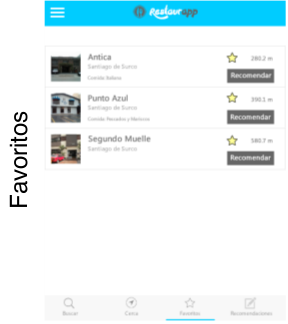 Restaurapp
Antica
Santiago de Surco
Comida: Italiana
280.2 m
Recomendar
Punto Azul
Santiago de Surco
Comida: Pescados y Mariscos
390.1 m
Recomendar
Segundo Muelle
Santiago de Surco
580.7 m
Recomendar
Favoritos
Buscar
Cerca
Favoritos
Recomendaciones